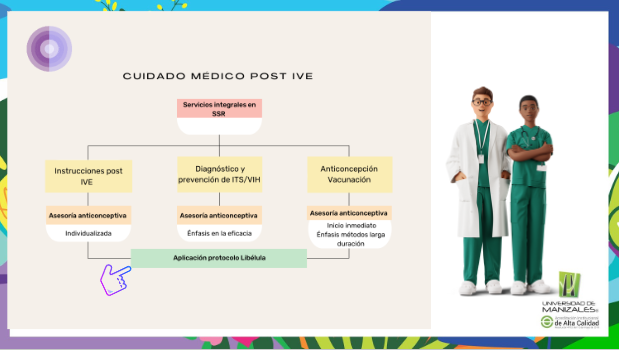 CUIDADO MÉDICO POST IVE
Servicios integrales en
SSR
Instrucciones post
IVE
Diagnóstico y
prevención de ITS/VIH
Anticoncepción
Vacunación
Asesoría anticonceptiva
Individualizada
Asesoría anticonceptiva
Énfasis en la eficacia
Asesoría anticonceptiva
Inicio inmediato
Énfasis métodos larga
duración
Aplicación protocolo Libélula
UNIVERSIDAD DE
MANIZALES
de Alta Calidad